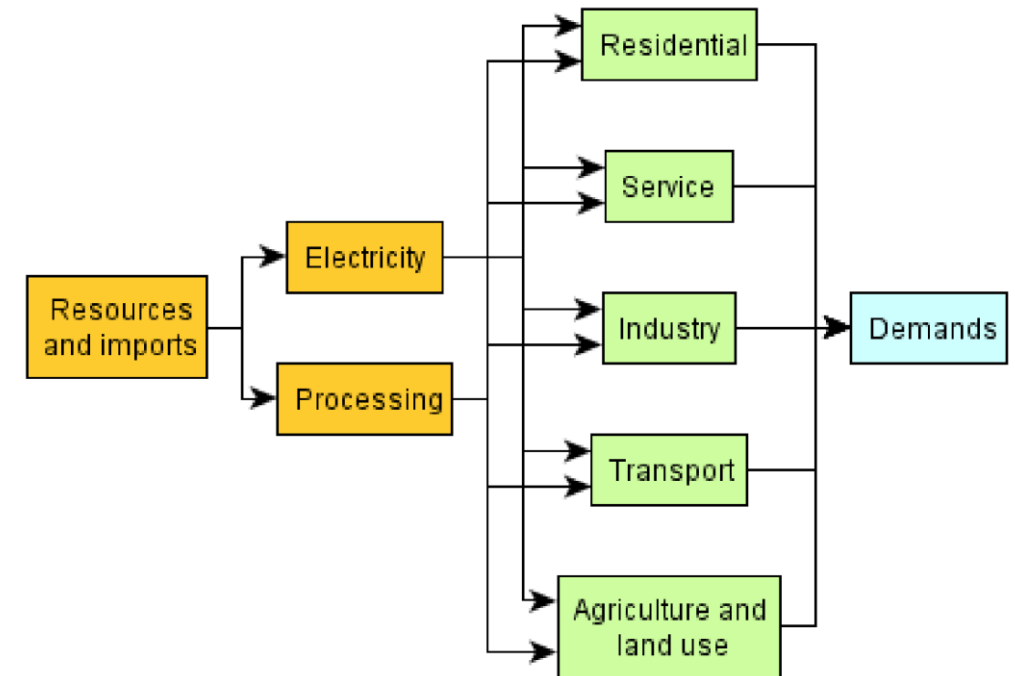 Resources
and imports
Electricity
Processing
Residential
Service
Industry
Transport
Agriculture and
land use
Demands